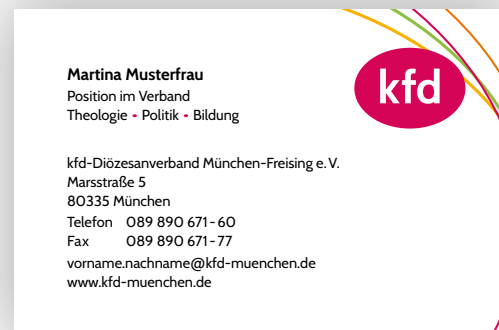 kfd
Martina Musterfrau
Position im Verband
Theologie • Politik • Bildung
kfd-Diözesanverband München-Freising e. V.
Marsstraße 5
80335 München
Telefon 089 890 671-60
Fax 089 890 671-77
vorname.nachname@kfd-muenchen.de
www.kfd-muenchen.de